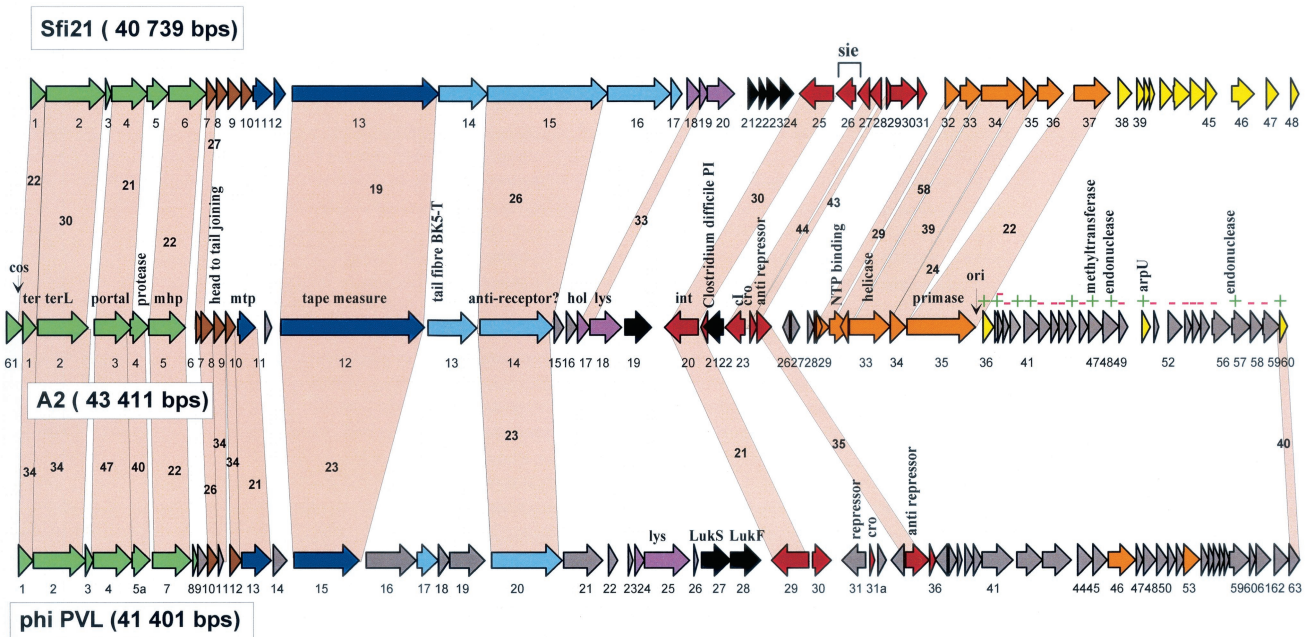 Sfi21 ( 40 739 bps)
sie
1 2 3 4 5 6 7 8 9 10 11 12 13 14 15 16 17 18 19 20 21 22 23 24 25 26 27 28 29 30 31 32 33 34 35 36 37 38 39 45 46 47 48
27
22 30 21 22 19 26 33 30 44 43 29 58 39 24 22
cos
ter terL portal protease mhp head to tail joining mtp tape measure tail fibre BK5-T anti-receptor? hol lys int Clostridium difficile PI cI cro anti repressor NTP binding helicase primase ori methyltransferase endonuclease arpU endonuclease
61 1 2 3 4 5 6 7 8 9 10 11 12 13 14 15 16 17 18 19 20 21 22 23 26 27 28 29 33 34 35 36 41 47 48 49 52 56 57 58 59 60
A2 ( 43 411 bps)
34 34 47 40 22 26 34 34 21 23 23 21 35 40
lys LukS LukF repressor cro anti repressor
1 2 3 4 5a 7 8 9 10 11 12 13 14 15 16 17 18 19 20 21 22 23 24 25 26 27 28 29 30 31 31a 36 41 44 45 46 47 48 50 53 59 60 61 62 63
phi PVL (41 401 bps)